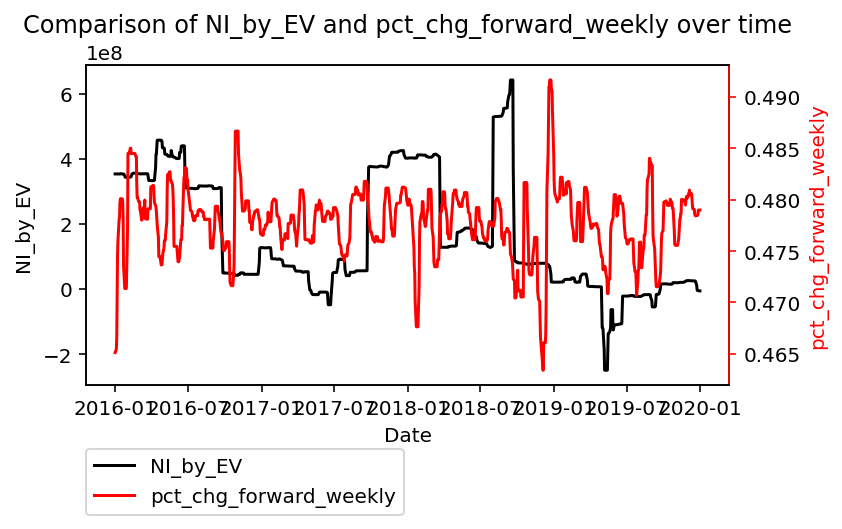 Comparison of NI_by_EV and pct_chg_forward_weekly over time
1e8
6
4
2
0
−2
NI_by_EV
0.490
0.485
0.480
0.475
0.470
0.465
pct_chg_forward_weekly
2016-01 2016-07 2017-01 2017-07 2018-01 2018-07 2019-01 2019-07 2020-01
Date
NI_by_EV
pct_chg_forward_weekly